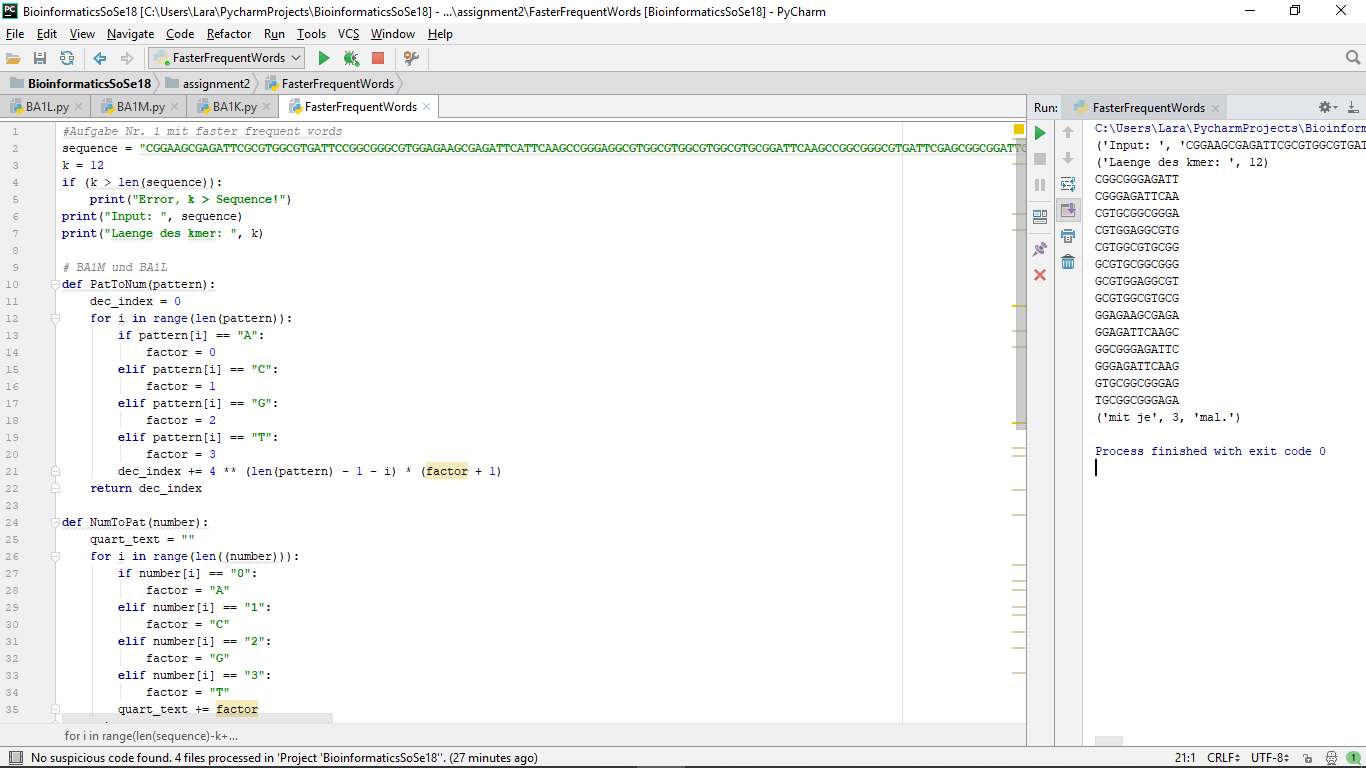 BioinformaticsSoSe18 [C:\Users\Lara\PycharmProjects\BioinformaticsSoSe18] - ...\assignment2\FasterFrequentWords [BioinformaticsSoSe18] - PyCharm
File Edit View Navigate Code Refactor Run Tools VCS Window Help
FasterFrequentWords
BioinformaticsSoSe18 assignment2 FasterFrequentWords
BA1L.py BA1M.py BA1K.py FasterFrequentWords
1 #Aufgabe Nr. 1 mit faster frequent words
2 sequence = "CGGAAGCGAGATTCGCGTGGCGTGATTCCGGCGGGCGTGGAGAAGCGAGATTCATTCAAGCCGGGAGGCGTGGCGTGGCGTGGCGTGCGGATTCAAGCCGGCGGGCGTGATTCGAGCGGCGGATTC
3 k = 12
4 if (k > len(sequence)):
5 print("Error, k > Sequence!")
6 print("Input: ", sequence)
7 print("Laenge des kmer: ", k)
8
9 # BA1M und BA1L
10 def PatToNum(pattern):
11 dec_index = 0
12 for i in range(len(pattern)):
13 if pattern[i] == "A":
14 factor = 0
15 elif pattern[i] == "C":
16 factor = 1
17 elif pattern[i] == "G":
18 factor = 2
19 elif pattern[i] == "T":
20 factor = 3
21 dec_index += 4 ** (len(pattern) - 1 - i) * (factor + 1)
22 return dec_index
23
24 def NumToPat(number):
25 quart_text = ""
26 for i in range(len((number))):
27 if number[i] == "0":
28 factor = "A"
29 elif number[i] == "1":
30 factor = "C"
31 elif number[i] == "2":
32 factor = "G"
33 elif number[i] == "3":
34 factor = "T"
35 quart_text += factor
for i in range(len(sequence)-k+...
Run: FasterFrequentWords
C:\Users\Lara\PycharmProjects\Bioinform
('Input: ', 'CGGAAGCGAGATTCGCGTGGCGTGAT
('Laenge des kmer: ', 12)
CGGCGGGAGATT
CGGGAGATTCAA
CGTGCGGCGGGA
CGTGGAGGCGTG
CGTGGCGTGCGG
GCGTGCGGCGGG
GCGTGGAGGCGT
GCGTGGCGTGCG
GGAGAAGCGAGA
GGAGATTCAAGC
GGCGGGAGATTC
GGGAGATTCAAG
GTGCGGCGGGAG
TGCGGCGGGAGA
('mit je', 3, 'mal.')
Process finished with exit code 0
No suspicious code found. 4 files processed in 'Project 'BioinformaticsSoSe18''. (27 minutes ago)
21:1 CRLF UTF-8 1